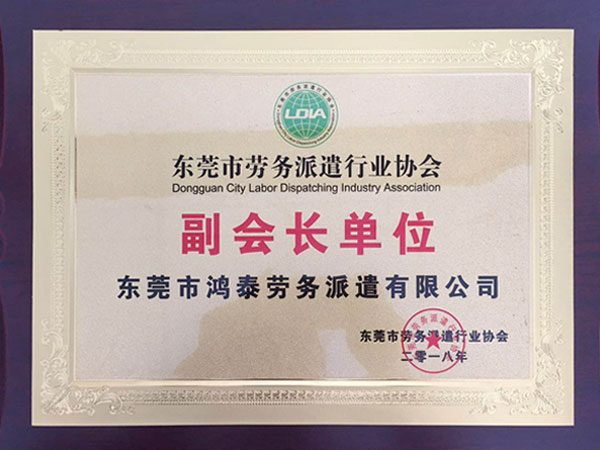 LDIA
东莞市劳务派遣行业协会
Dongguan City Labor Dispatching Industry Association
副会长单位
东莞市鸿泰劳务派遣有限公司
东莞市劳务派遣行业协会
二零一八年